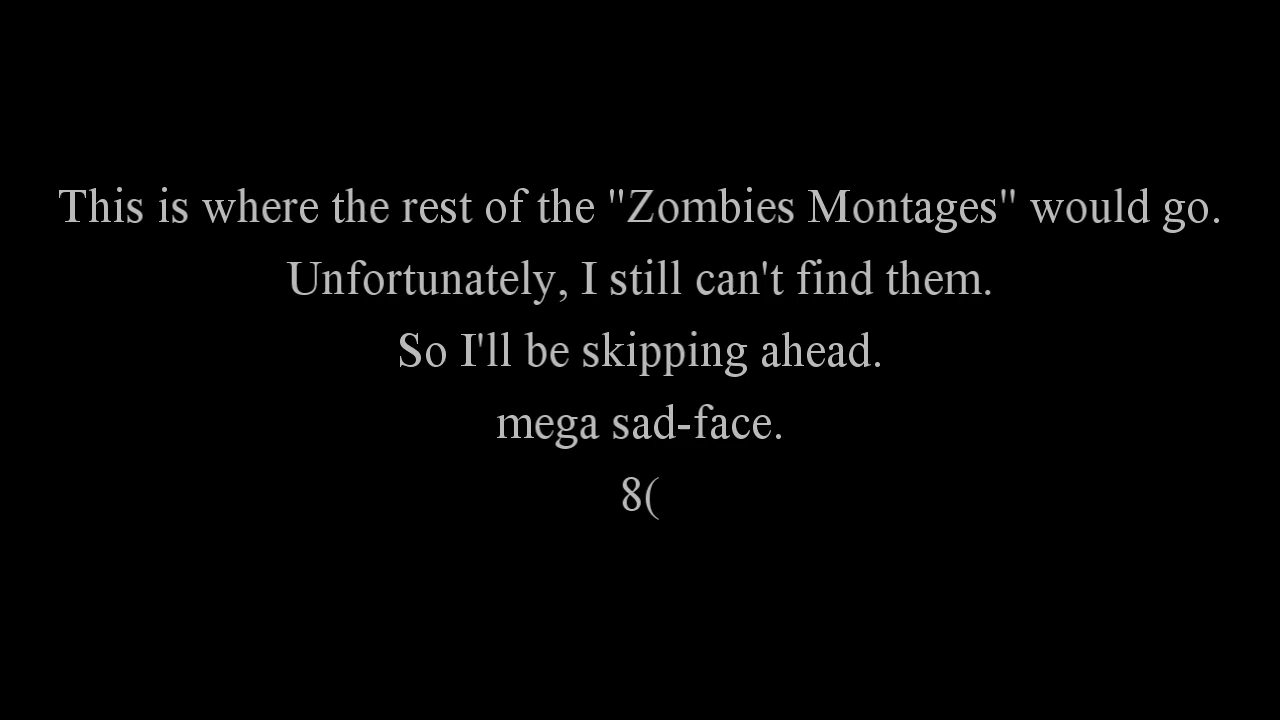 This is where the rest of the "Zombies Montages" would go.
Unfortunately, I still can't find them.
So I'll be skipping ahead.
mega sad-face.
8(